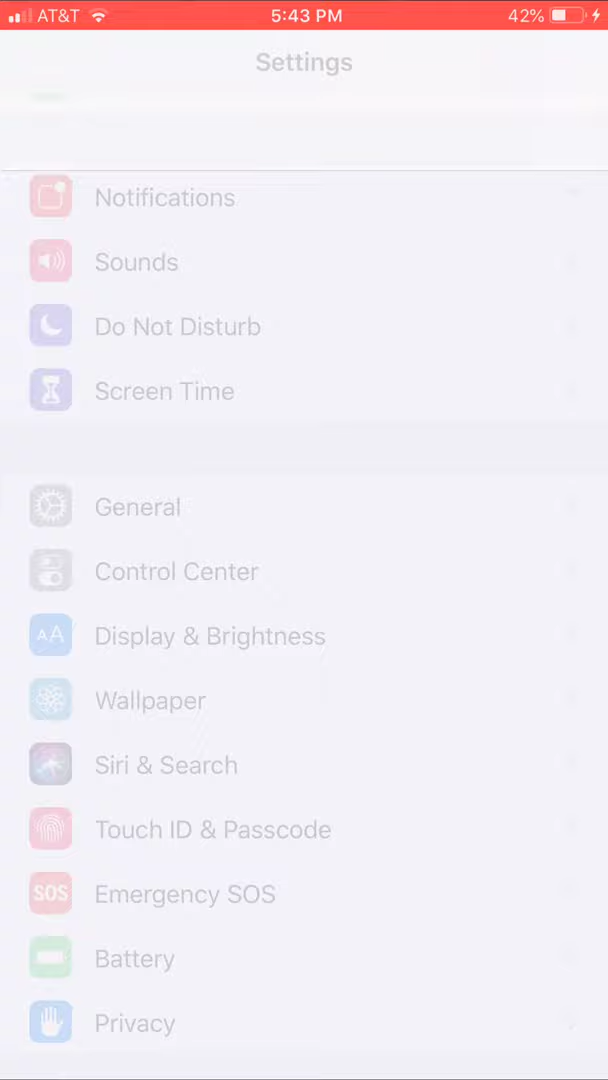 AT&T 5:43 PM 42%
Settings
Notifications
Sounds
Do Not Disturb
Screen Time
General
Control Center
AA Display & Brightness
Wallpaper
Siri & Search
Touch ID & Passcode
SOS Emergency SOS
Battery
Privacy